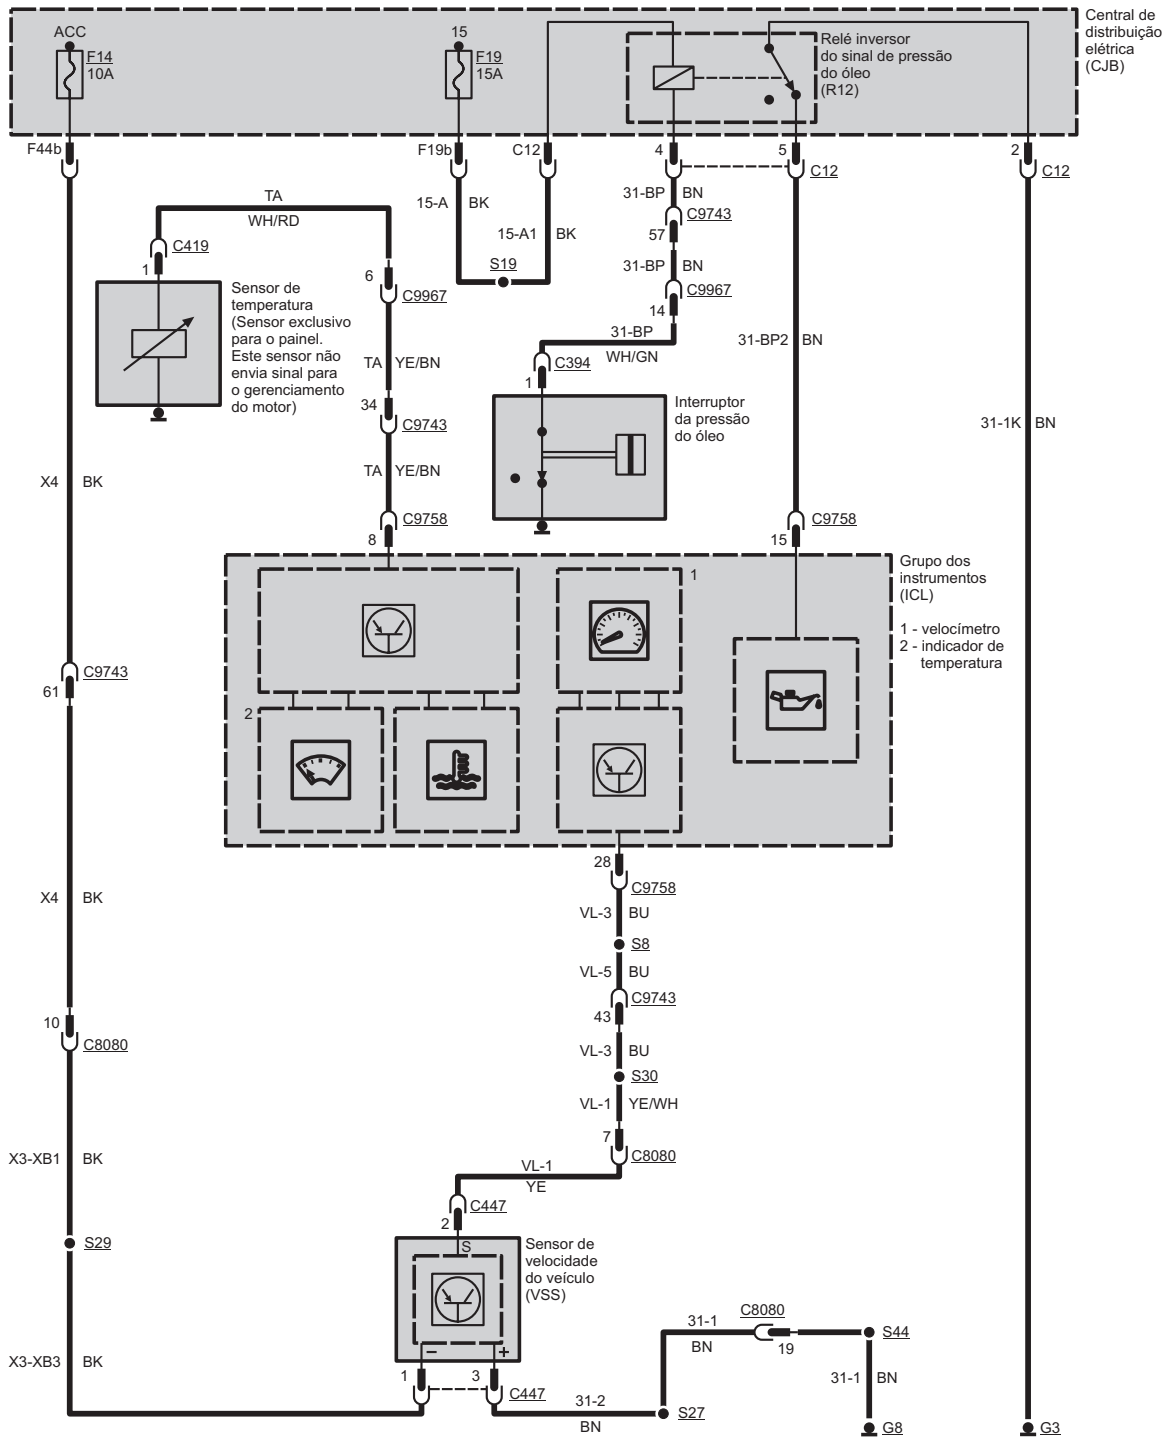 ACC
F14
10A
15
F19
15A
Relé inversor
do sinal de pressão
do óleo
(R12)
Central de
distribuição
elétrica
(CJB)
F44b
F19b
C12
4
5
C12
2
C12
TA
WH/RD
C419
1
Sensor de
temperatura
(Sensor exclusivo
para o painel.
Este sensor não
envia sinal para
o gerenciamento
do motor)
6
C9967
TA YE/BN
34
C9743
TA YE/BN
C9758
8
15-A BK
15-A1 BK
S19
31-BP BN
C9743
57
31-BP BN
C9967
14
31-BP
WH/GN
C394
1
Interruptor
da pressão
do óleo
31-BP2 BN
C9758
15
31-1K BN
X4 BK
C9743
61
Grupo dos
instrumentos
(ICL)
1 - velocímetro
2 - indicador de
temperatura
1
2
28
C9758
VL-3 BU
S8
VL-5 BU
C9743
43
VL-3 BU
S30
VL-1 YE/WH
7
C8080
VL-1
YE
C447
2
X4 BK
10
C8080
X3-XB1 BK
S29
X3-XB3 BK
S
Sensor de
velocidade
do veículo
(VSS)
– +
1
3
C447
31-2
BN
S27
31-1
BN
C8080
19
S44
31-1 BN
G8
G3